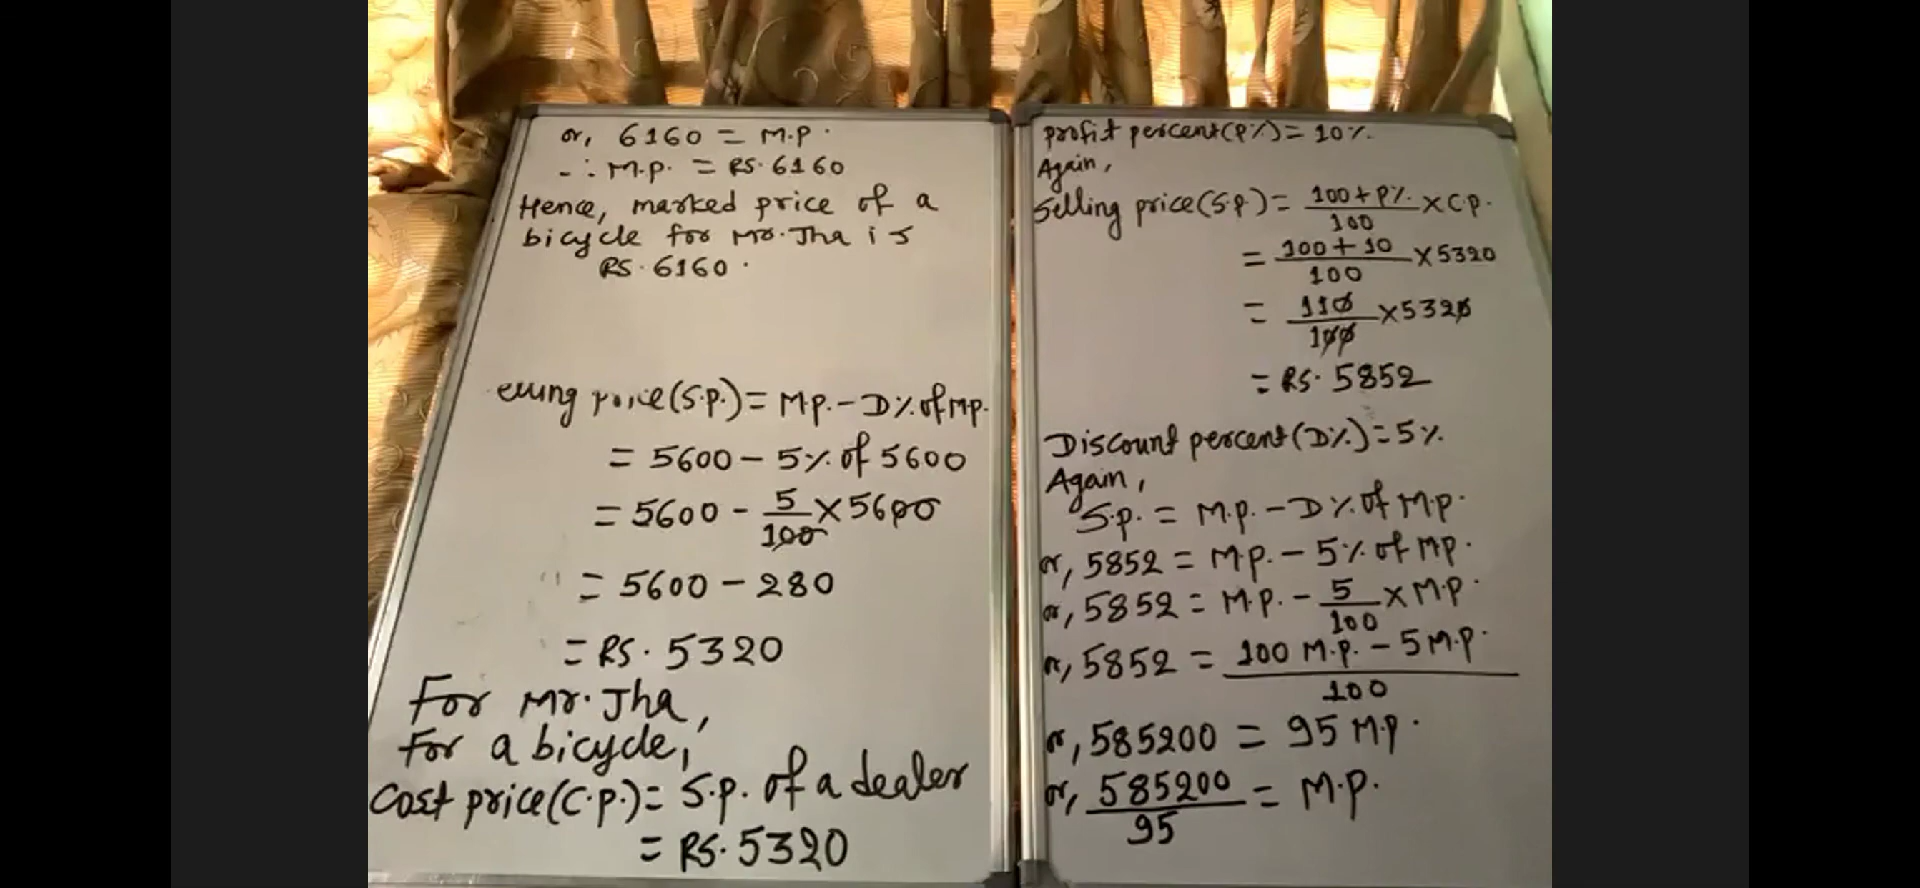 or, 6160 = M.P.
∴ M.P. = RS. 6160
Hence, marked price of a
bicycle for Mr. Jha is
RS. 6160.
price (S.P.) = M.P. - D% of M.P.
= 5600 - 5% of 5600
= 5600 - 5/100 × 5600
= 5600 - 280
= RS. 5320
For Mr. Jha,
For a bicycle,
Cost price (C.P.) = S.P. of a dealer
= RS. 5320
profit percent (P%) = 10%.
Again,
Selling price (S.P.) = 100 + P%/100 × C.P.
= 100 + 10/100 × 5320
= 110/100 × 5320
= RS. 5852
Discount percent (D%) = 5%.
Again,
S.P. = M.P. - D% of M.P.
or, 5852 = M.P. - 5% of M.P.
or, 5852 = M.P. - 5/100 × M.P.
or, 5852 = 100 M.P. - 5 M.P./100
or, 585200 = 95 M.P.
or, 585200/95 = M.P.